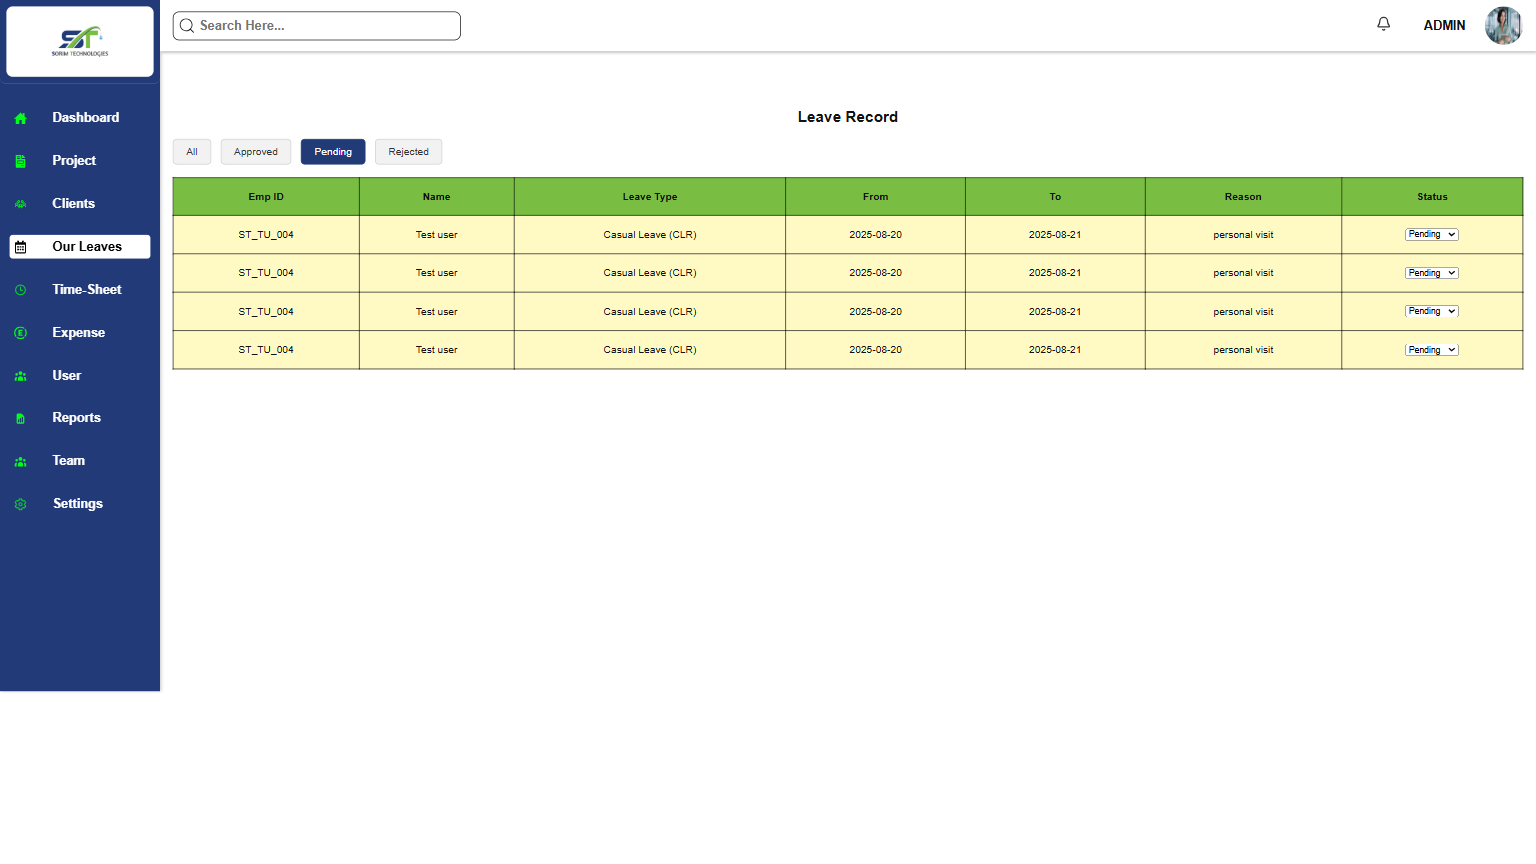 SORIM TECHNOLOGIES
Search Here...
ADMIN
Dashboard
Project
Clients
Our Leaves
Time-Sheet
Expense
User
Reports
Team
Settings
Leave Record
All Approved Pending Rejected
Emp ID Name Leave Type From To Reason Status
ST_TU_004 Test user Casual Leave (CLR) 2025-08-20 2025-08-21 personal visit Pending
ST_TU_004 Test user Casual Leave (CLR) 2025-08-20 2025-08-21 personal visit Pending
ST_TU_004 Test user Casual Leave (CLR) 2025-08-20 2025-08-21 personal visit Pending
ST_TU_004 Test user Casual Leave (CLR) 2025-08-20 2025-08-21 personal visit Pending